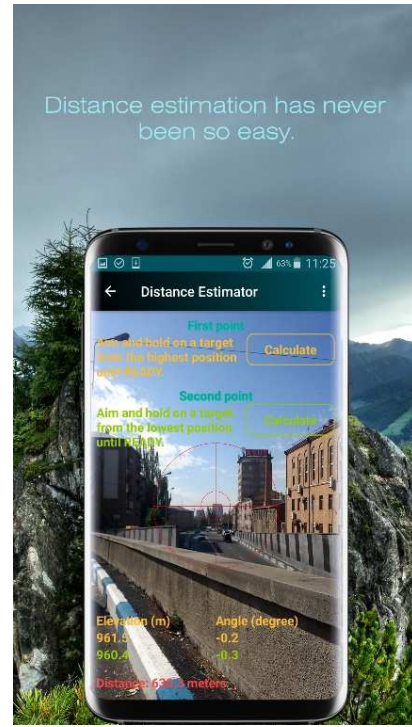 Distance estimation has never
been so easy.
63% 11:25
Distance Estimator
First point
Aim and hold on a target
from the highest position
until READY.
Calculate
Second point
Aim and hold on a target
from the lowest position
until READY.
Calculate
Elevation (m) Angle (degree)
961.5 -0.2
960.4 -0.3
Distance: meters